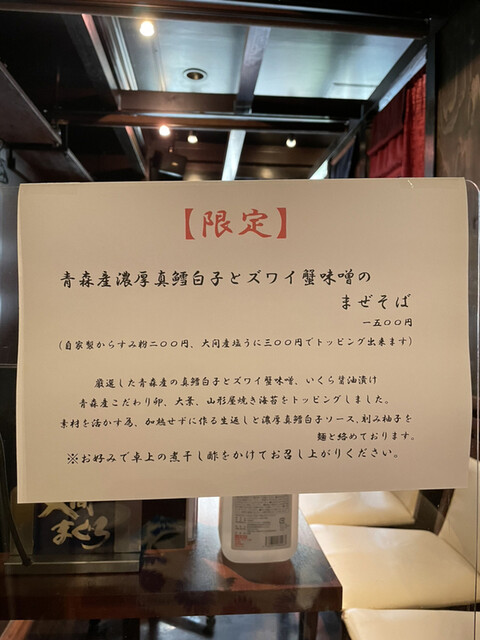 【限定】
青森産濃厚真鱈白子とズワイ蟹味噌の
まぜそば
一五〇〇円
(自家製からすみ粉二〇〇円、大間産塩うに三〇〇円でトッピング出来ます)
厳選した青森産の真鱈白子とズワイ蟹味噌、いくら醤油漬け
青森産こだわり卵、大葉、山形屋焼き海苔をトッピングしました。
素材を活かす為、加熱せずに作る生返しと濃厚真鱈白子ソース、刻み柚子を
麺と絡めております。
※お好みで卓上の煮干し酢をかけてお召し上がりください。
大間
まぐろ